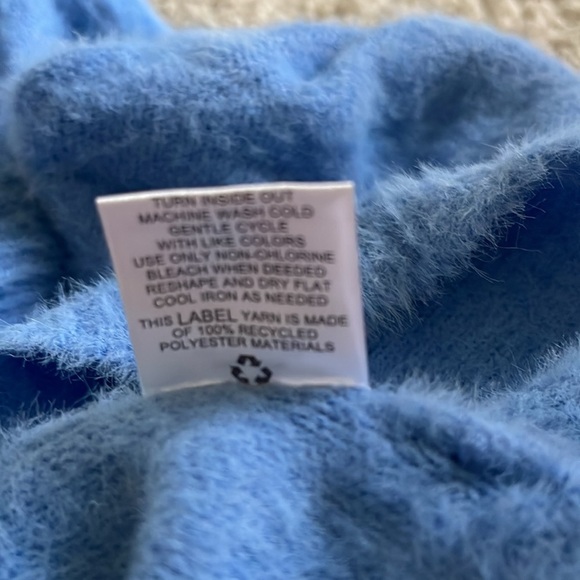 TURN INSIDE OUT
MACHINE WASH COLD
GENTLE CYCLE
WITH LIKE COLORS
USE ONLY NON-CHLORINE
BLEACH WHEN DEEDED
RESHAPE AND DRY FLAT
COOL IRON AS NEEDED
THIS LABEL YARN IS MADE
OF 100% RECYCLED
POLYESTER MATERIALS